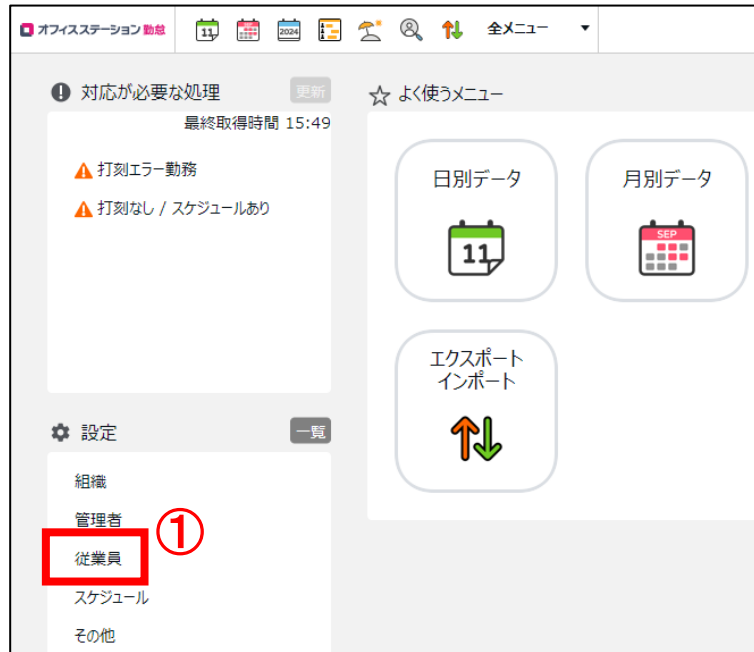 オフィスステーション 勤怠
11
2024
全メニュー ▼
対応が必要な処理 更新
最終取得時間 15:49
打刻エラー勤務
打刻なし / スケジュールあり
よく使うメニュー
日別データ
11
月別データ
SEP
エクスポート
インポート
設定 一覧
組織
管理者
①
従業員
スケジュール
その他